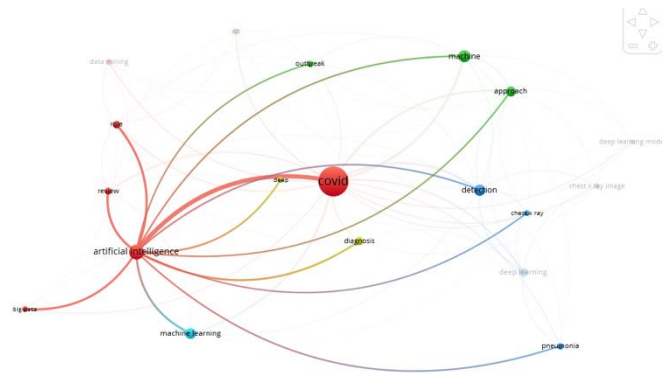 iot
data mining
outbreak
machine
approach
role
deep learning mode
review
deep
covid
detection
chest x ray image
chest x ray
artificial intelligence
diagnosis
deep learning
big data
machine learning
pneumonia